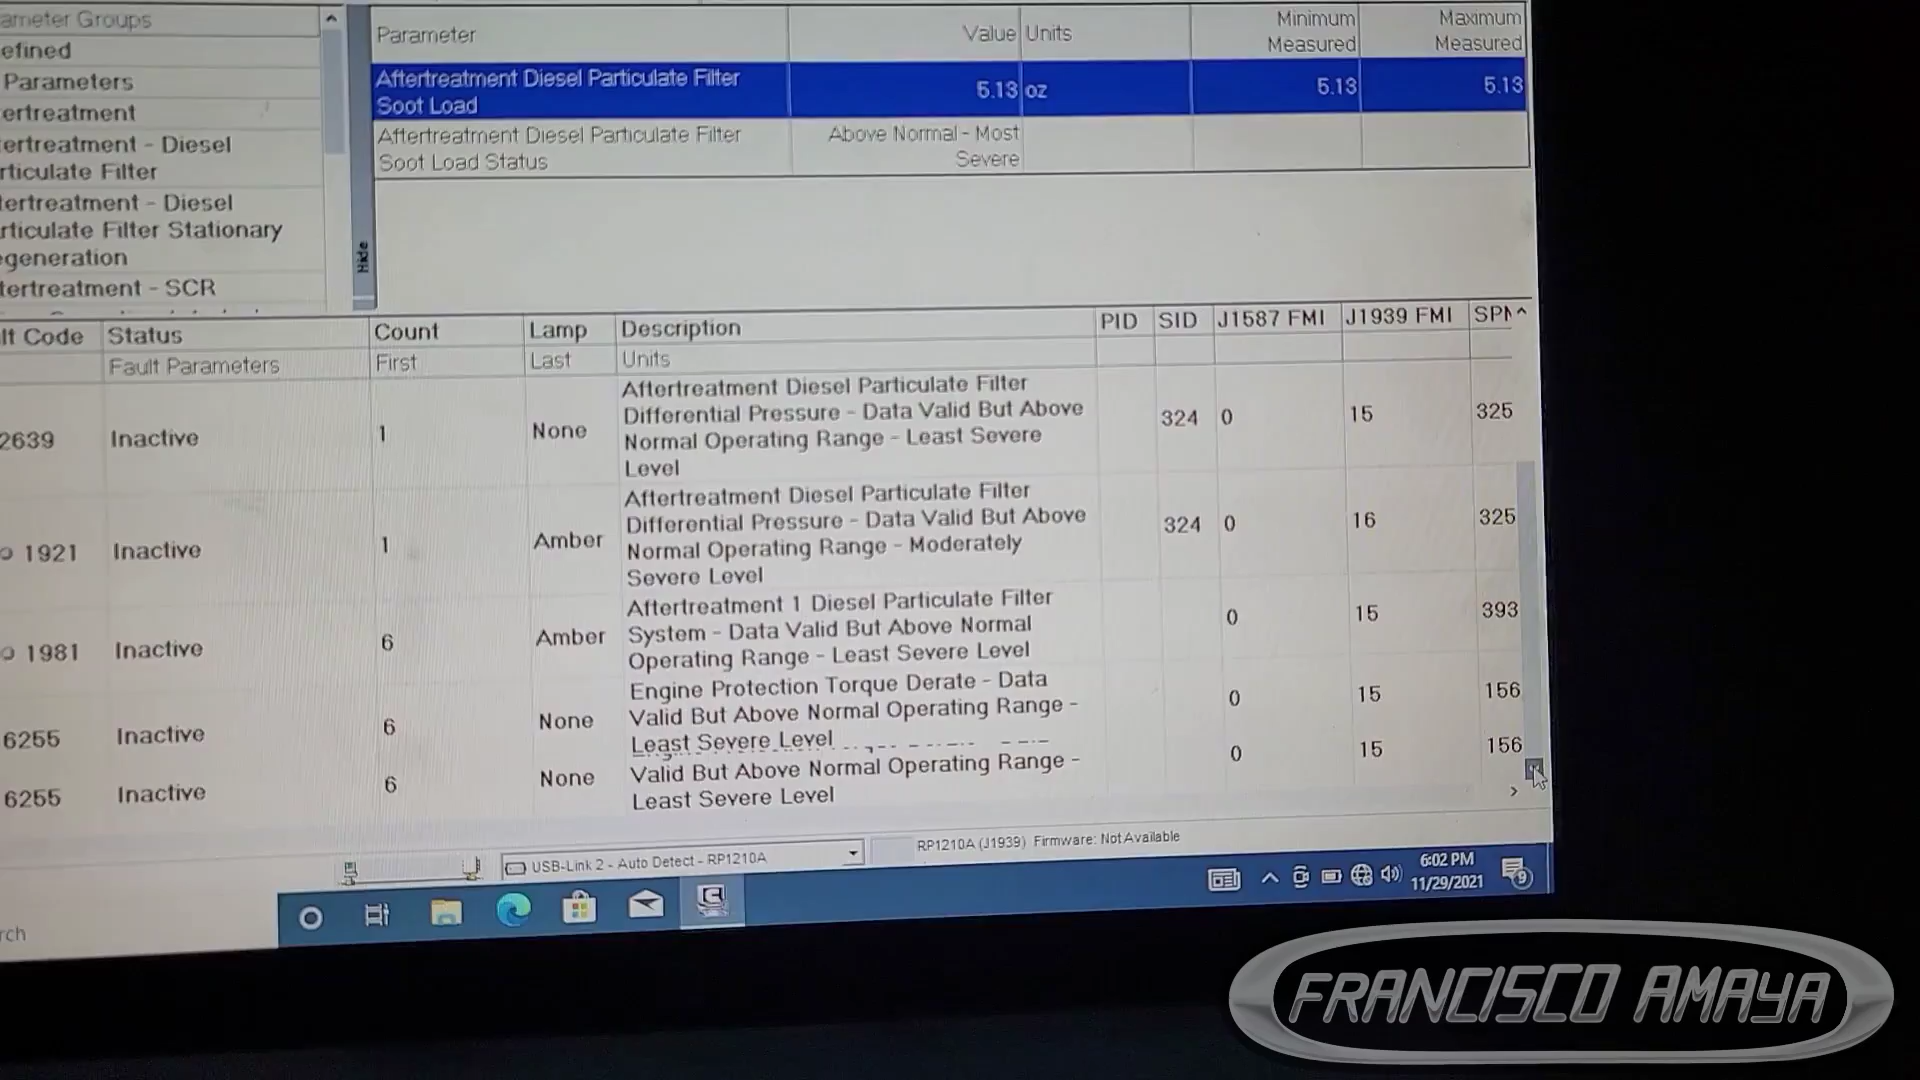 ameter Groups
efined
Parameters
ertreatment
ertreatment - Diesel
rticulate Filter
tertreatment - Diesel
rticulate Filter Stationary
egeneration
tertreatment - SCR
Hide
Parameter Value Units Minimum Measured Maximum Measured
Aftertreatment Diesel Particulate Filter
Soot Load 5.13 oz 5.13 5.13
Aftertreatment Diesel Particulate Filter Above Normal - Most
Soot Load Status Severe
lt Code Status Count Lamp Description PID SID J1587 FMI J1939 FMI SPN
Fault Parameters First Last Units
Aftertreatment Diesel Particulate Filter
Differential Pressure - Data Valid But Above
2639 Inactive 1 None Normal Operating Range - Least Severe 324 0 15 325
Level
Aftertreatment Diesel Particulate Filter
Differential Pressure - Data Valid But Above
1921 Inactive 1 Amber Normal Operating Range - Moderately 324 0 16 325
Severe Level
Aftertreatment 1 Diesel Particulate Filter
1981 Inactive 6 Amber System - Data Valid But Above Normal 0 15 393
Operating Range - Least Severe Level
Engine Protection Torque Derate - Data
6255 Inactive 6 None Valid But Above Normal Operating Range - 0 15 156
Least Severe Level
6255 Inactive 6 None Valid But Above Normal Operating Range - 0 15 156
Least Severe Level
USB-Link 2 - Auto Detect - RP1210A
RP1210A (J1939) Firmware: Not Available
rch
6:02 PM
11/29/2021
9
FRANCISCO AMAYA